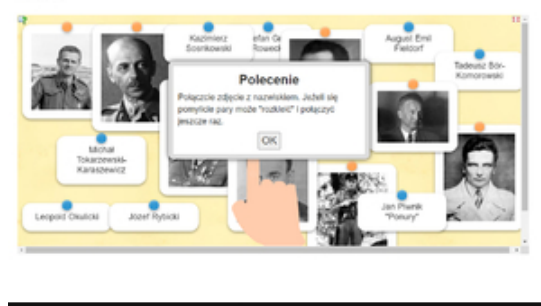 Kazimierz
Sosnkowski
Stefan Gr
Rowecki
August Emil
Fieldorf
Tadeusz Bór-
Komorowski
Polecenie
Połączcie zdjęcie z nazwiskiem. Jeżeli się
pomylicie pary może "rozkleić" i połączyć
jeszcze raz.
OK
Michał
Tokarzewski-
Karaszewicz
Leopold Okulicki
Józef Rybicki
Jan Piwnik
"Ponury"